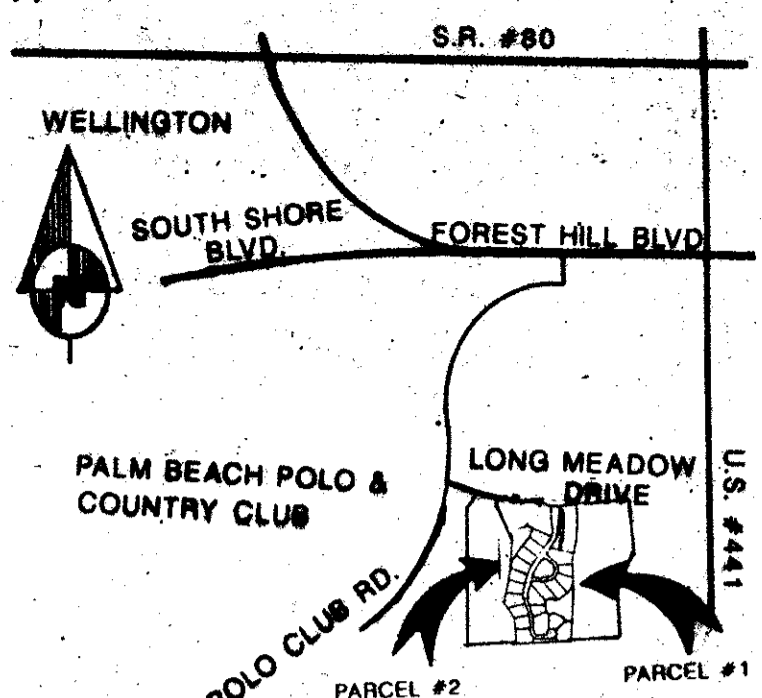 S.R. #80
WELLINGTON
SOUTH SHORE
BLVD.
FOREST HILL BLVD
PALM BEACH POLO &
COUNTRY CLUB
LONG MEADOW
DRIVE
U.S. #441
POLO CLUB RD.
PARCEL #2
PARCEL #1